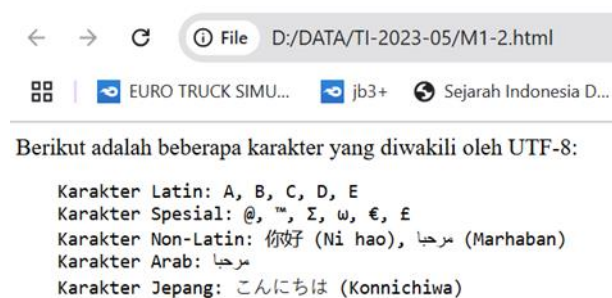 File D:/DATA/TI-2023-05/M1-2.html
EURO TRUCK SIMU... jb3+ Sejarah Indonesia D...
Berikut adalah beberapa karakter yang diwakili oleh UTF-8:
Karakter Latin: A, B, C, D, E
Karakter Spesial: @, ™, Σ, ω, €, £
Karakter Non-Latin: 你好 (Ni hao), مرحبا (Marhaban)
Karakter Arab: مرحبا
Karakter Jepang: こんにちは (Konnichiwa)